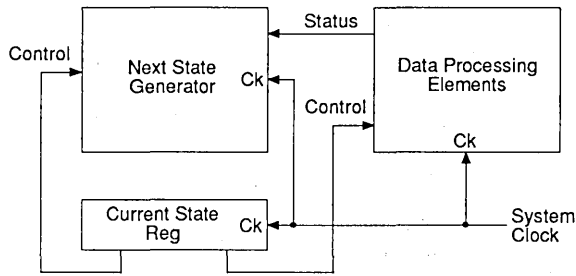 Status
Control
Next State
Generator
Ck
Data Processing
Elements
Control
Ck
Current State
Reg
Ck
System
Clock